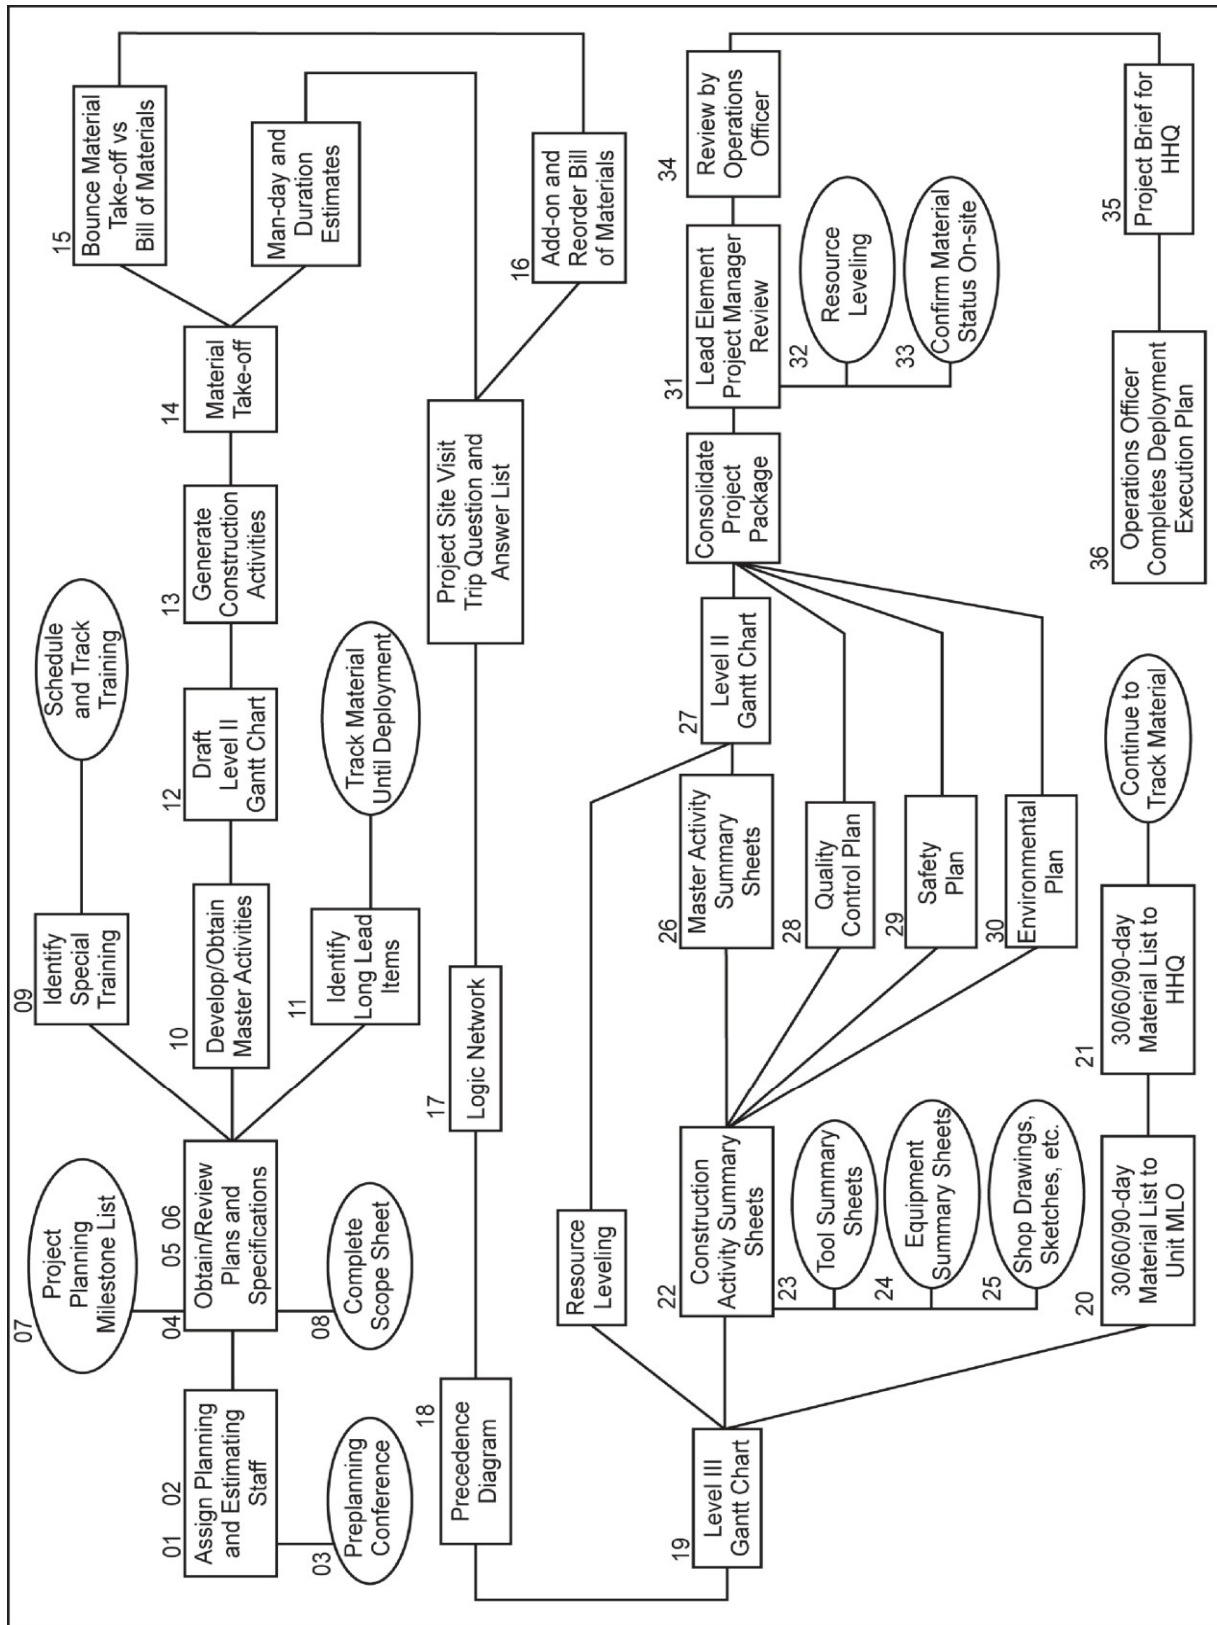 07
Project
Planning
Milestone List
09
Identify
Special
Training
Schedule
and Track
Training
01 02
Assign Planning
and Estimating
Staff
04 05 06
Obtain/Review
Plans and
Specifications
10
Develop/Obtain
Master Activities
12
Draft
Level II
Gantt Chart
13
Generate
Construction
Activities
14
Material
Take-off
15
Bounce Material
Take-off vs
Bill of Materials
03
Preplanning
Conference
08
Complete
Scope Sheet
11
Identify
Long Lead
Items
Track Material
Until Deployment
Man-day and
Duration
Estimates
18
Precedence
Diagram
17
Logic Network
Project Site Visit
Trip Question and
Answer List
16
Add-on and
Reorder Bill
of Materials
19
Level III
Gantt Chart
Resource
Leveling
22
Construction
Activity Summary
Sheets
23
Tool Summary
Sheets
24
Equipment
Summary Sheets
25
Shop Drawings,
Sketches, etc.
26
Master Activity
Summary
Sheets
27
Level II
Gantt Chart
28
Quality
Control Plan
29
Safety
Plan
30
Environmental
Plan
Consolidate
Project
Package
31
Lead Element
Project Manager
Review
32
Resource
Leveling
33
Confirm Material
Status On-site
34
Review by
Operations
Officer
20
30/60/90-day
Material List to
Unit MLO
21
30/60/90-day
Material List to
HHQ
Continue to
Track Material
36
Operations Officer
Completes Deployment
Execution Plan
35
Project Brief for
HHQ